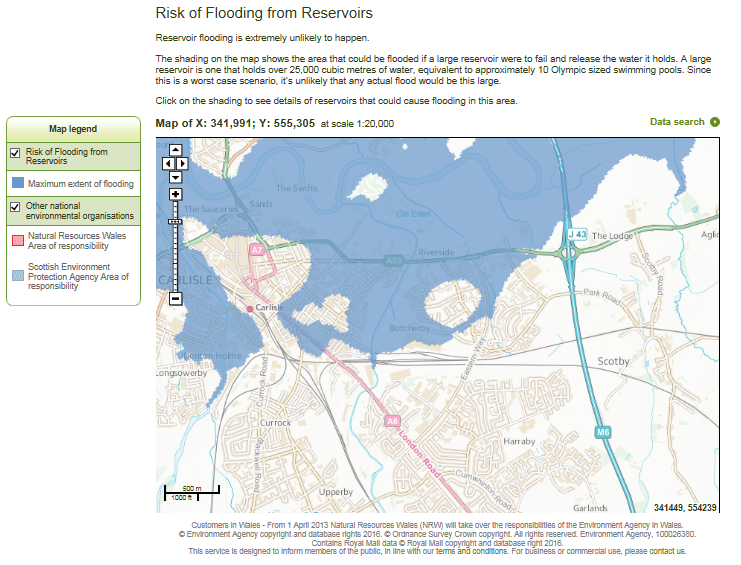 Risk of Flooding from Reservoirs
Reservoir flooding is extremely unlikely to happen.
The shading on the map shows the area that could be flooded if a large reservoir were to fail and release the water it holds. A large
reservoir is one that holds over 25,000 cubic metres of water, equivalent to approximately 10 Olympic sized swimming pools. Since
this is a worst case scenario, it's unlikely that any actual flood would be this large.
Click on the shading to see details of reservoirs that could cause flooding in this area.
Map of X: 341,991; Y: 555,305 at scale 1:20,000
Data search
Map legend
Risk of Flooding from
Reservoirs
Maximum extent of flooding
Other national
environmental organisations
Natural Resources Wales
Area of responsibility
Scottish Environment
Protection Agency Area of
responsibility
The Swifts
The Sauceries
Sands
Old Eden
J 43
The Lodge
Aglio
A7
Riverside
A69
Scotby Road
CARLISLE
Park Road
Carlisle
Botcherby
Denton Holme
Eastern Way
Scotby
Longsowerby
Currock Road
A6
Currock
London Road
M6
Harraby
Blackwell Road
Cumwhinton Road
Upperby
500 m
1000 ft
Garlands
341449, 554239
Customers in Wales - From 1 April 2013 Natural Resources Wales (NRW) will take over the responsibilities of the Environment Agency in Wales.
© Environment Agency copyright and database rights 2016. © Ordnance Survey Crown copyright. All rights reserved. Environment Agency, 100026380.
Contains Royal Mail data © Royal Mail copyright and database right 2016.
This service is designed to inform members of the public, in line with our terms and conditions. For business or commercial use, please contact us.